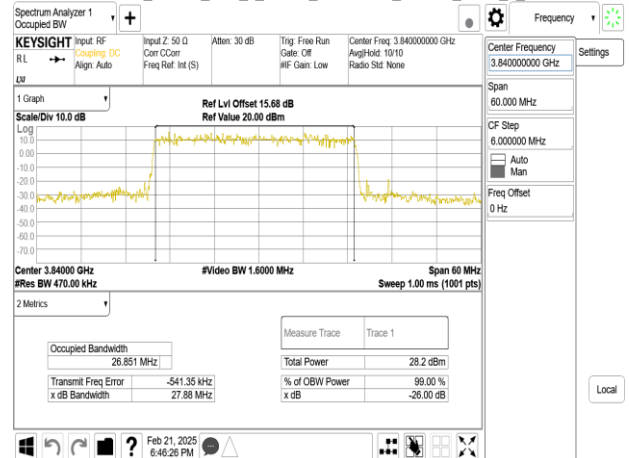 Spectrum Analyzer 1
Occupied BW
Frequency
KEYSIGHT
RL
Input: RF
Coupling: DC
Align: Auto
Input Z: 50 Ω
Corr CCorr
Freq Ref: Int (S)
Atten: 30 dB
Trig: Free Run
Gate: Off
#IF Gain: Low
Center Freq: 3.840000000 GHz
Avg|Hold: 10/10
Radio Std: None
LXI
Center Frequency
3.840000000 GHz
Settings
Span
60.000 MHz
CF Step
6.000000 MHz
Auto
Man
Freq Offset
0 Hz
1 Graph
Scale/Div 10.0 dB
Ref Lvl Offset 15.68 dB
Ref Value 20.00 dBm
Log
10.0
0.00
-10.0
-20.0
-30.0
-40.0
-50.0
-60.0
-70.0
Center 3.84000 GHz
#Video BW 1.6000 MHz
Span 60 MHz
#Res BW 470.00 kHz
Sweep 1.00 ms (1001 pts)
2 Metrics
Measure Trace Trace 1
Occupied Bandwidth
26.851 MHz
Total Power 28.2 dBm
Transmit Freq Error -541.35 kHz
% of OBW Power 99.00 %
x dB Bandwidth 27.88 MHz
x dB -26.00 dB
Local
Feb 21, 2025
6:46:26 PM